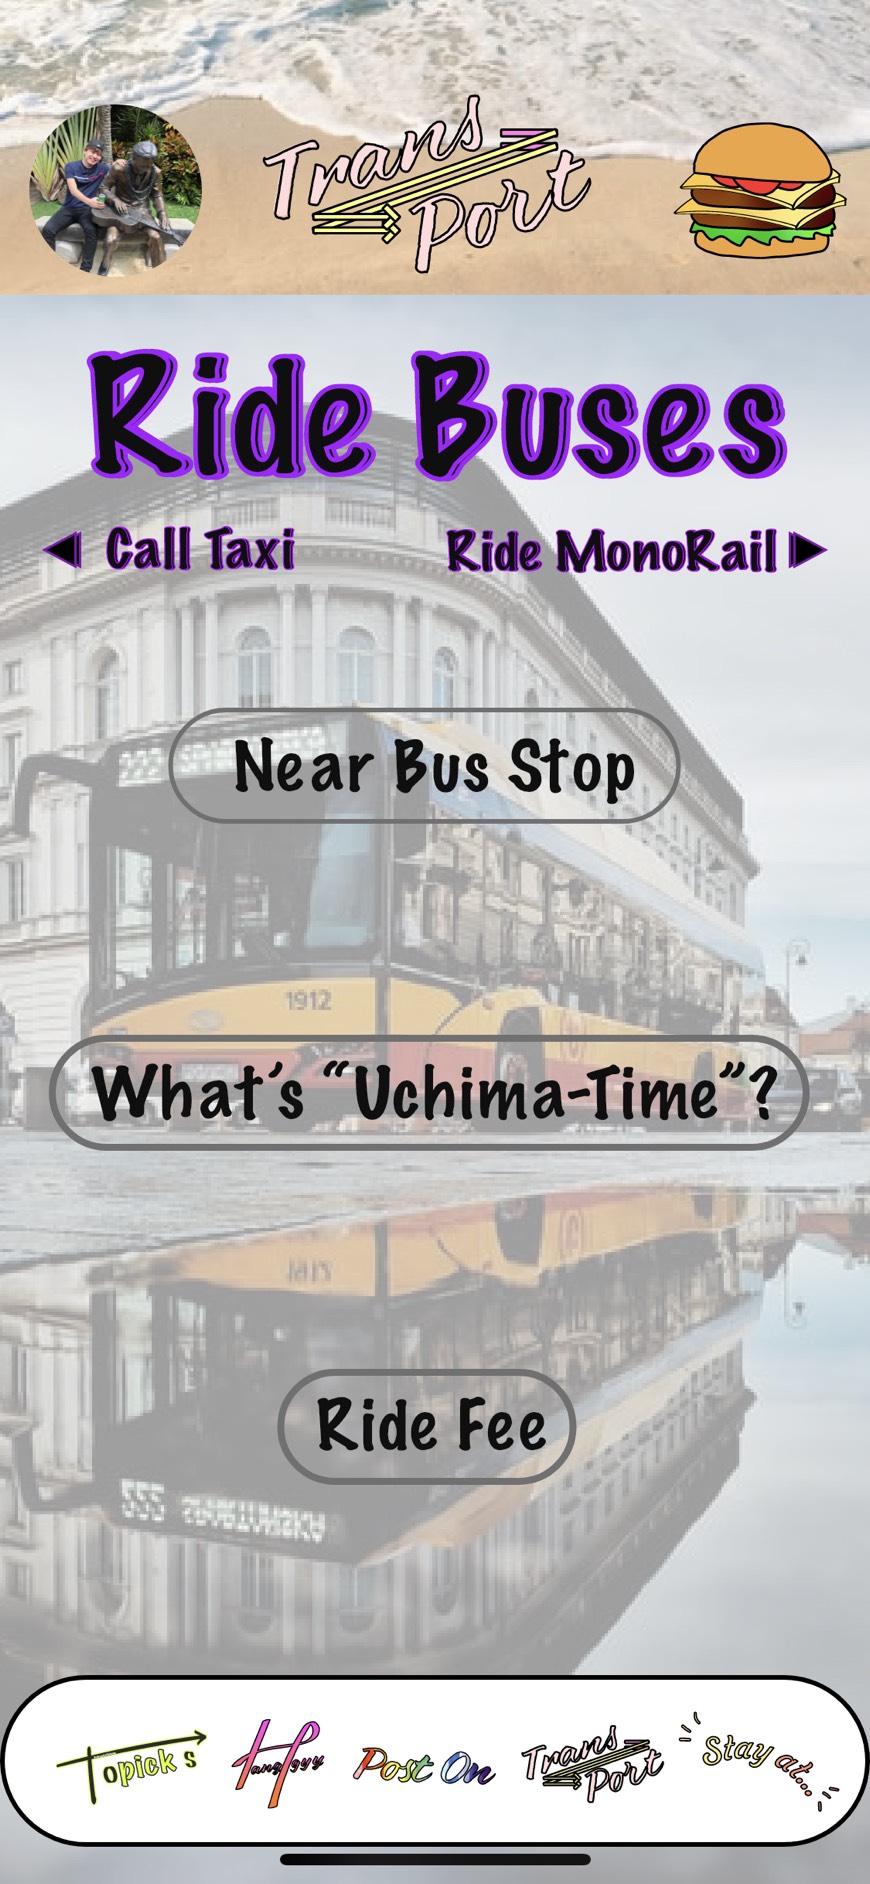 Trans
Port
Ride Buses
Call Taxi
Ride MonoRail
Near Bus Stop
1912
What's “Uchima-Time”?
Ride Fee
555
Topick s
Post On
Trans
Port
Stay at...